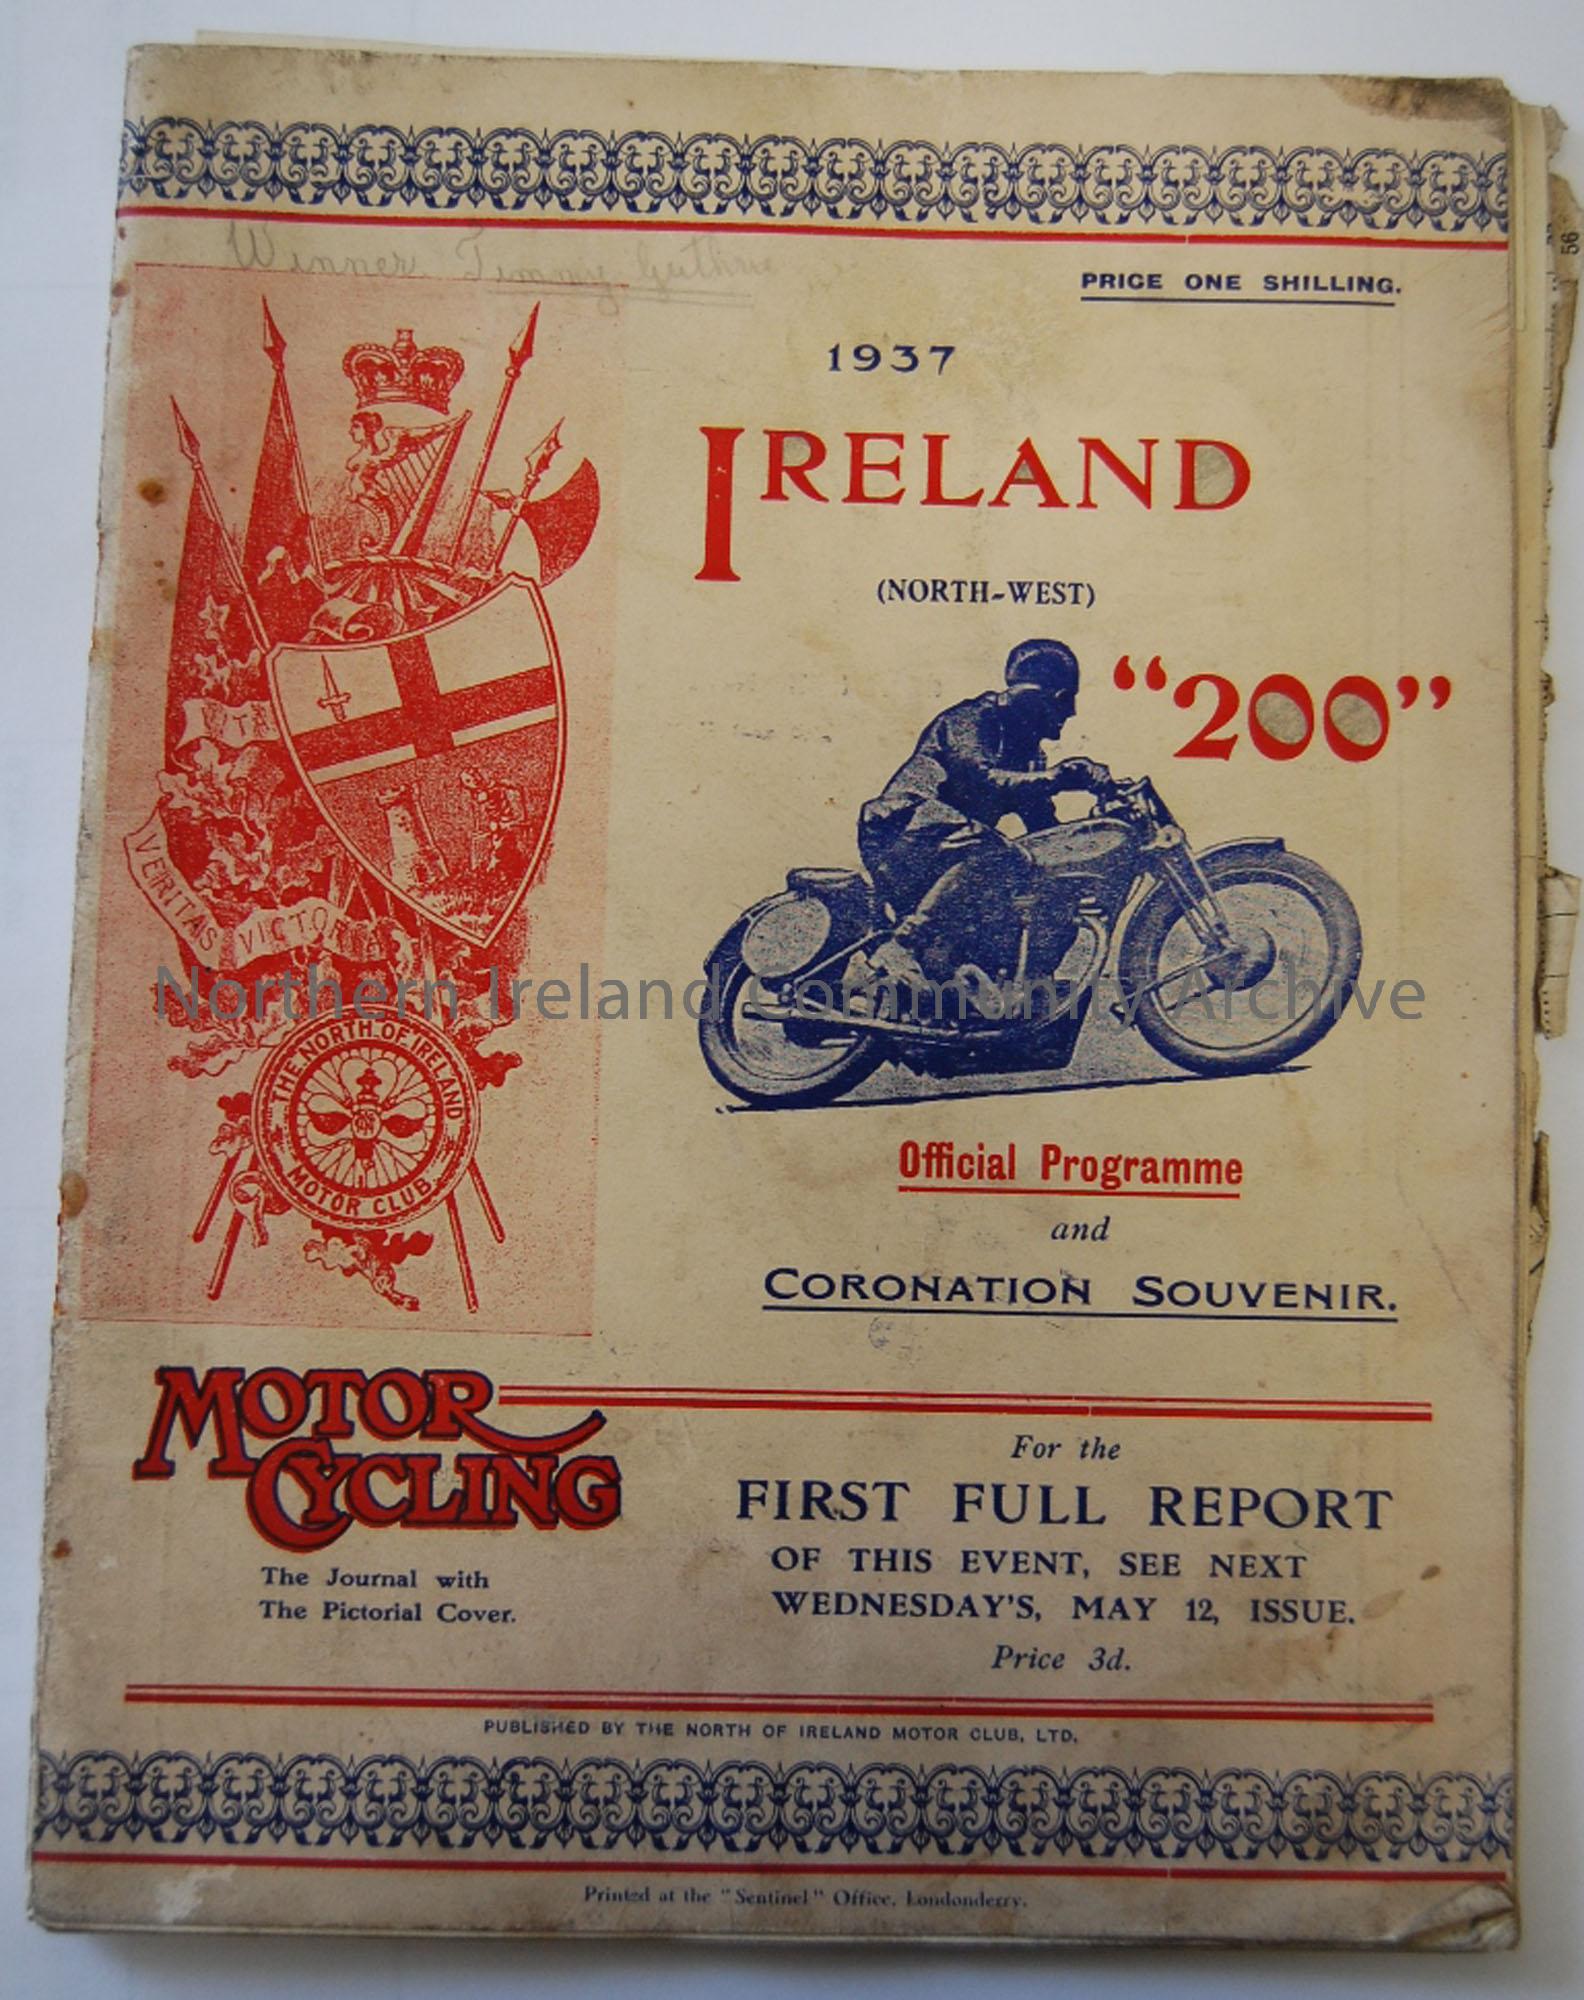 Winner Jimmy Guthrie
PRICE ONE SHILLING.
1937
IRELAND
(NORTH-WEST)
"200"
VITA
VERITAS
VICTORIA
THE NORTH OF IRELAND
MOTOR CLUB.
Northern Ireland Community Archive
Official Programme
and
CORONATION SOUVENIR.
MOTOR
CYCLING
The Journal with
The Pictorial Cover.
For the
FIRST FULL REPORT
OF THIS EVENT, SEE NEXT
WEDNESDAY'S, MAY 12, ISSUE.
Price 3d.
PUBLISHED BY THE NORTH OF IRELAND MOTOR CLUB, LTD.
Printed at the "Sentinel" Office, Londonderry.
56